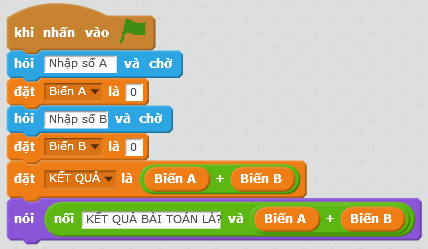 khi nhấn vào
hỏi Nhập số A và chờ
đặt Biến A là 0
hỏi Nhập số B và chờ
đặt Biến B là 0
đặt KẾT QUẢ là Biến A + Biến B
nói nối KẾT QUẢ BÀI TOÁN LÀ? và Biến A + Biến B